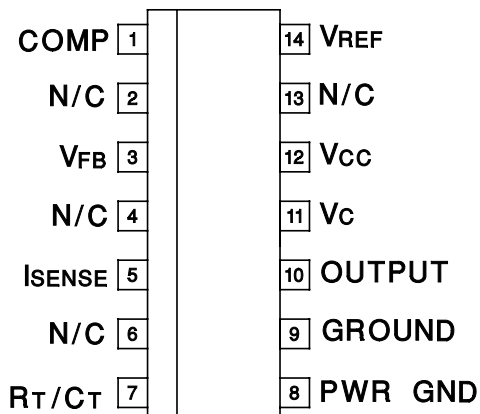 COMP 1 14 VREF
N/C 2 13 N/C
VFB 3 12 VCC
N/C 4 11 VC
ISENSE 5 10 OUTPUT
N/C 6 9 GROUND
RT/CT 7 8 PWR GND